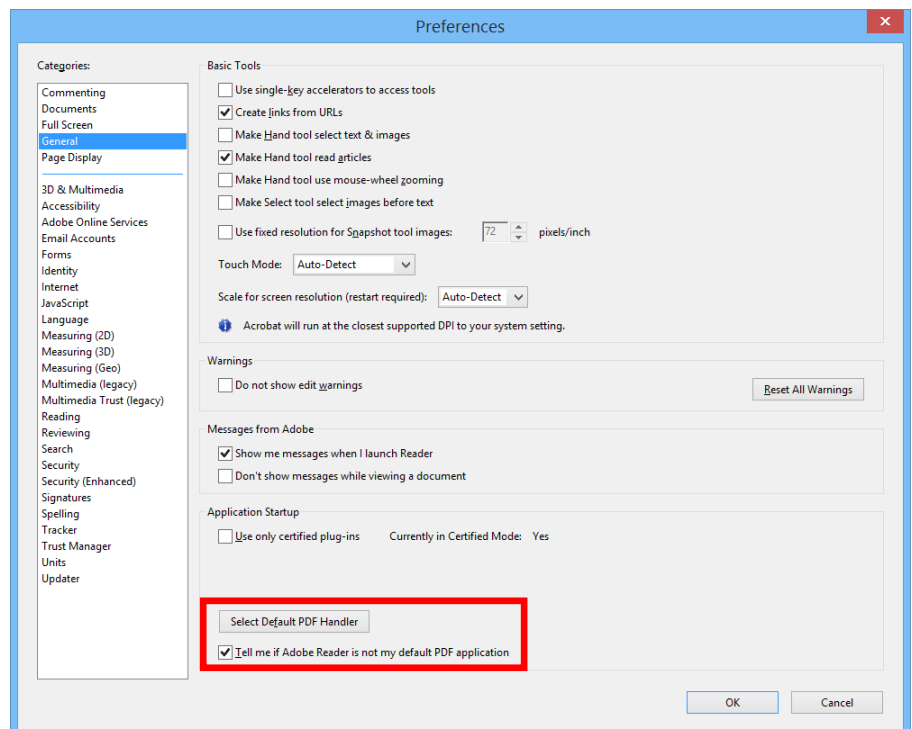 Preferences
Categories:
Commenting
Documents
Full Screen
General
Page Display
3D & Multimedia
Accessibility
Adobe Online Services
Email Accounts
Forms
Identity
Internet
JavaScript
Language
Measuring (2D)
Measuring (3D)
Measuring (Geo)
Multimedia (legacy)
Multimedia Trust (legacy)
Reading
Reviewing
Search
Security
Security (Enhanced)
Signatures
Spelling
Tracker
Trust Manager
Units
Updater
Basic Tools
Use single-key accelerators to access tools
Create links from URLs
Make Hand tool select text & images
Make Hand tool read articles
Make Hand tool use mouse-wheel zooming
Make Select tool select images before text
Use fixed resolution for Snapshot tool images: 72 pixels/inch
Touch Mode: Auto-Detect
Scale for screen resolution (restart required): Auto-Detect
Acrobat will run at the closest supported DPI to your system setting.
Warnings
Do not show edit warnings
Reset All Warnings
Messages from Adobe
Show me messages when I launch Reader
Don't show messages while viewing a document
Application Startup
Use only certified plug-ins Currently in Certified Mode: Yes
Select Default PDF Handler
Tell me if Adobe Reader is not my default PDF application
OK Cancel